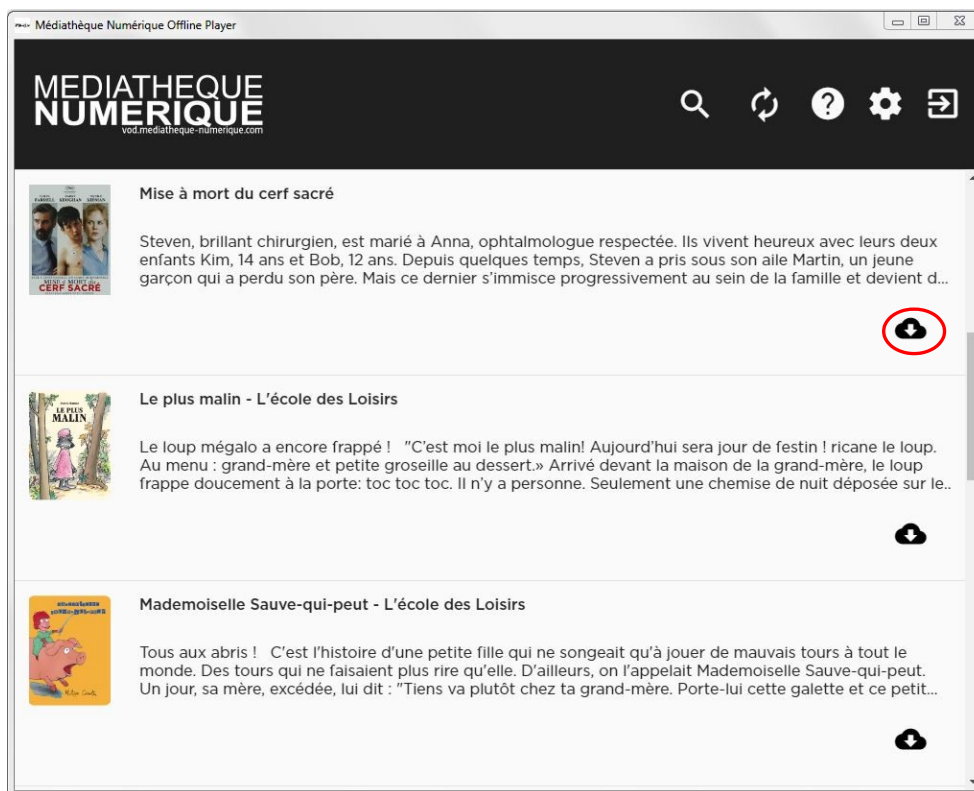 Médiathèque Numérique Offline Player
MEDIATHEQUE
NUMERIQUE
vod.mediatheque-numerique.com
Mise à mort du cerf sacré
Steven, brillant chirurgien, est marié à Anna, ophtalmologue respectée. Ils vivent heureux avec leurs deux
enfants Kim, 14 ans et Bob, 12 ans. Depuis quelques temps, Steven a pris sous son aile Martin, un jeune
garçon qui a perdu son père. Mais ce dernier s'immisce progressivement au sein de la famille et devient d...
MISE À MORT du
CERF SACRÉ
Le plus malin - L'école des Loisirs
LE PLUS
MALIN
Le loup mégalo a encore frappé ! "C'est moi le plus malin! Aujourd'hui sera jour de festin ! ricane le loup.
Au menu : grand-mère et petite groseille au dessert.» Arrivé devant la maison de la grand-mère, le loup
frappe doucement à la porte: toc toc toc. Il n'y a personne. Seulement une chemise de nuit déposée sur le..
Mademoiselle Sauve-qui-peut - L'école des Loisirs
Tous aux abris ! C'est l'histoire d'une petite fille qui ne songeait qu'à jouer de mauvais tours à tout le
monde. Des tours qui ne faisaient plus rire qu'elle. D'ailleurs, on l'appelait Mademoiselle Sauve-qui-peut.
Un jour, sa mère, excédée, lui dit : "Tiens va plutôt chez ta grand-mère. Porte-lui cette galette et ce petit...